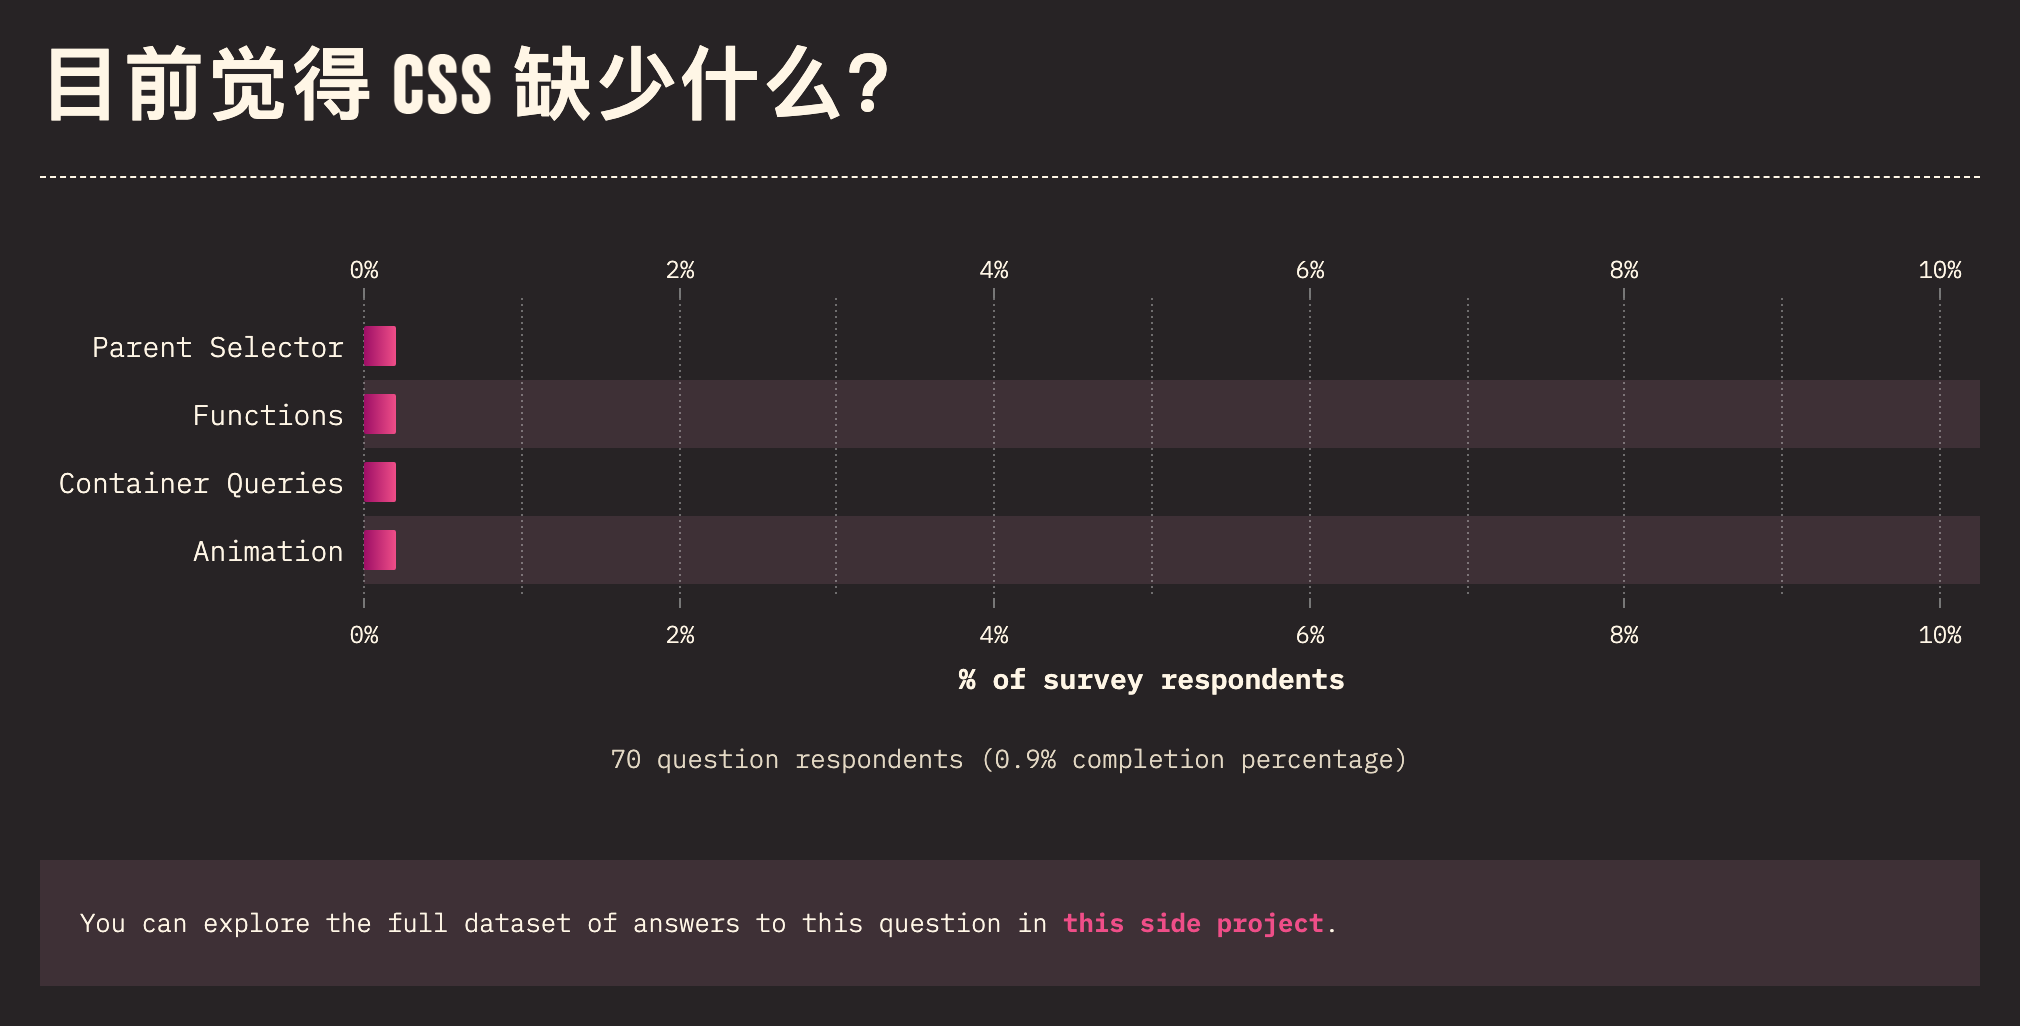 目前觉得 CSS 缺少什么?
0% 2% 4% 6% 8% 10%
Parent Selector
Functions
Container Queries
Animation
0% 2% 4% 6% 8% 10%
% of survey respondents
70 question respondents (0.9% completion percentage)
You can explore the full dataset of answers to this question in this side project.